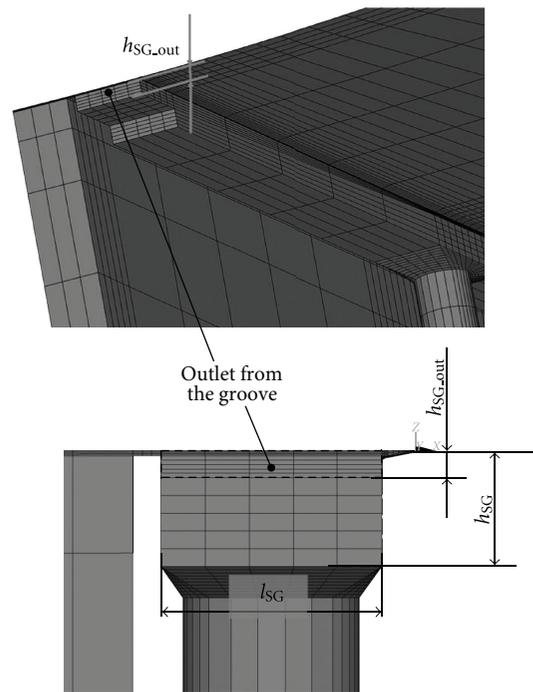 hSG_out
Outlet from
the groove
hSG_out
Z
X
hSG
lSG